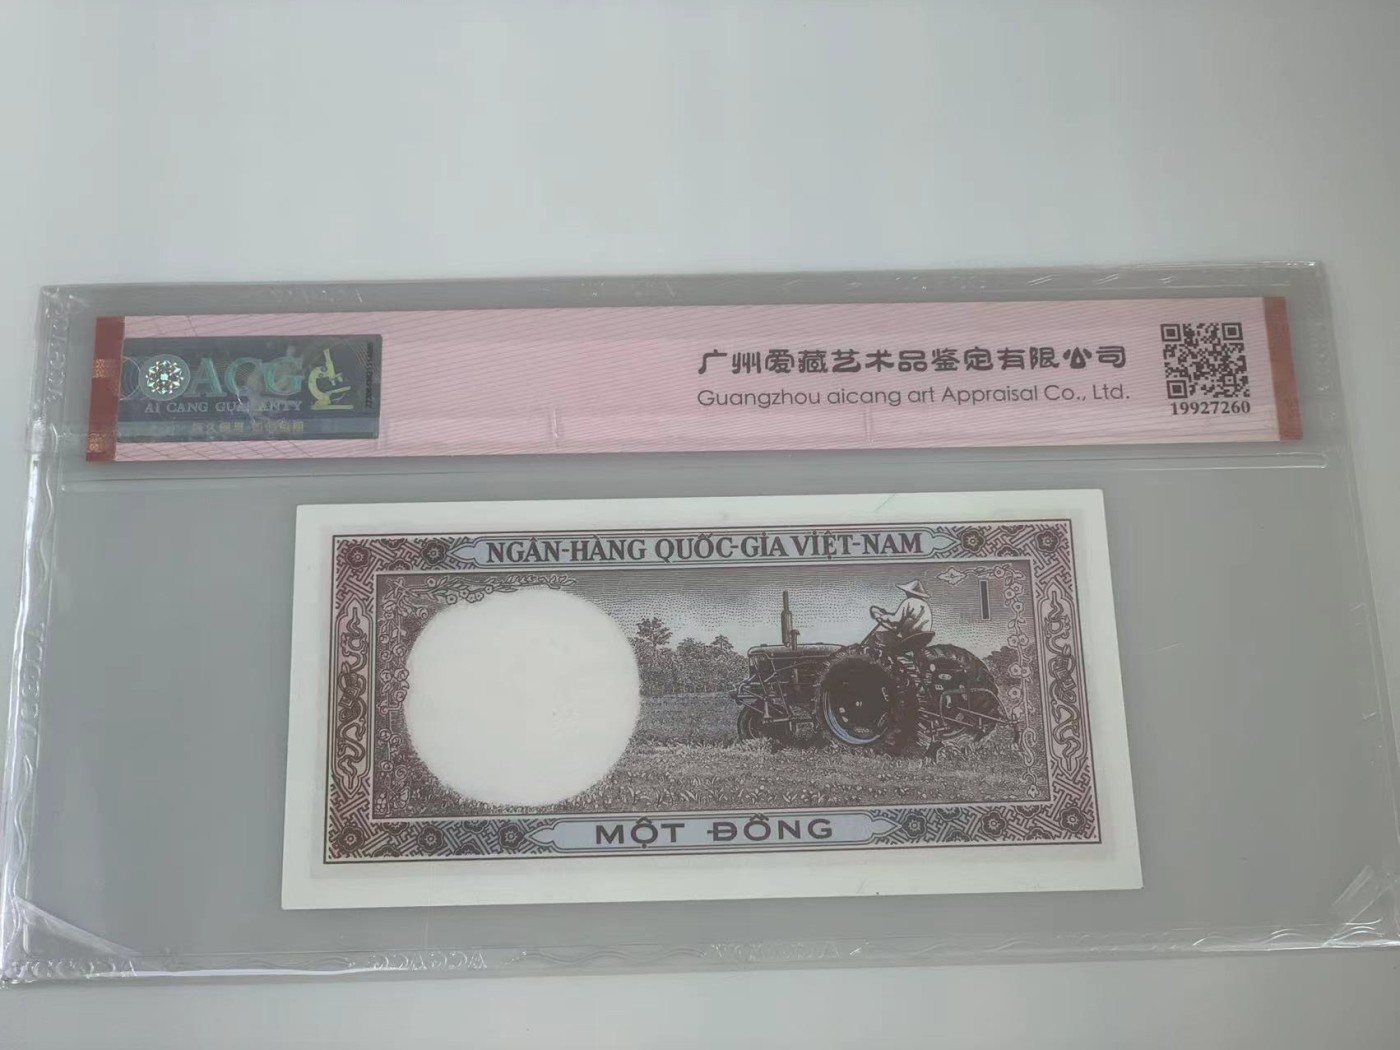 ACG
AI CANG GUARANTY
广州爱藏艺术品鉴定有限公司
Guangzhou aicang art Appraisal Co., Ltd.
19927260
NGÂN-HÀNG QUỐC-GIA VIỆT-NAM
1
MỘT ĐỒNG